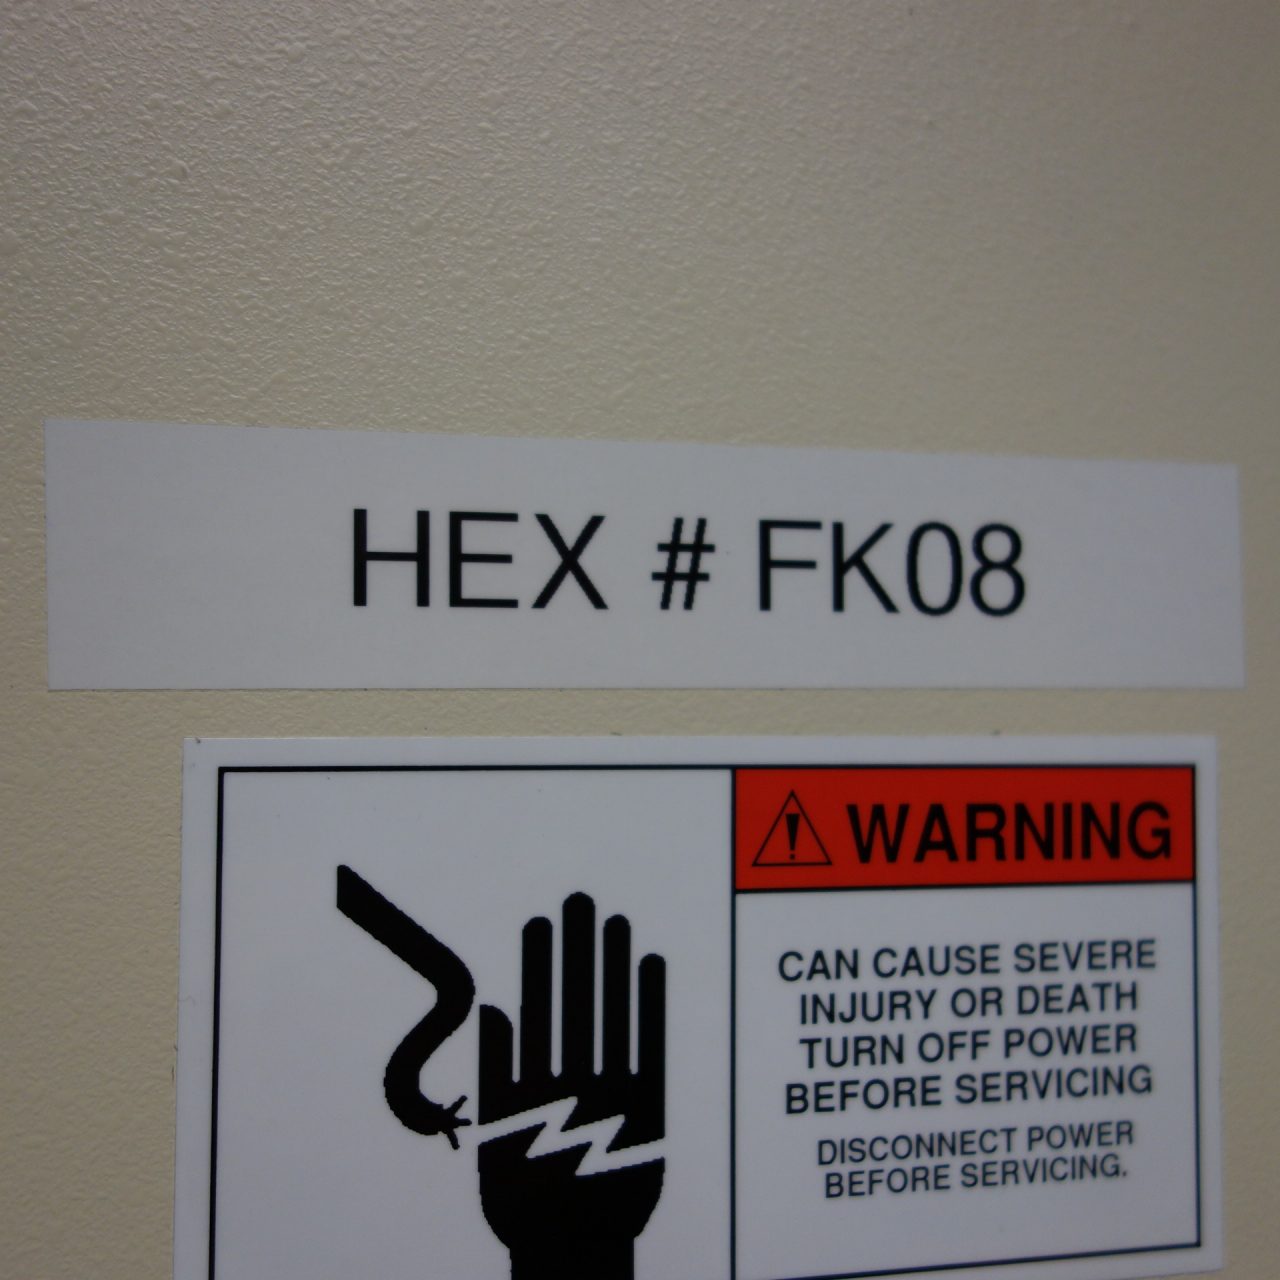 HEX # FK08
WARNING
CAN CAUSE SEVERE
INJURY OR DEATH
TURN OFF POWER
BEFORE SERVICING
DISCONNECT POWER
BEFORE SERVICING.